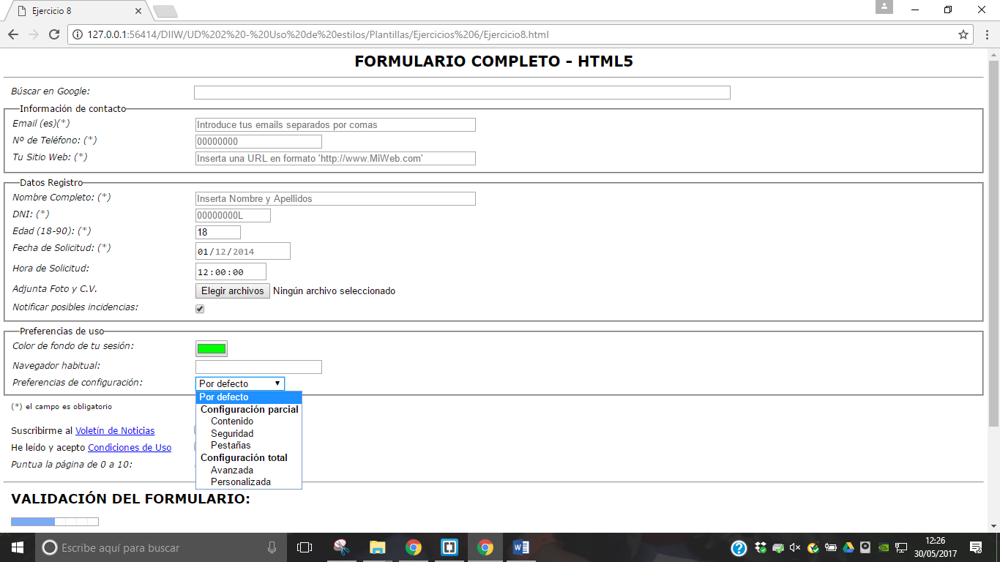 Ejercicio 8
127.0.0.1:56414/DIIW/UD%202%20-%20Uso%20de%20estilos/Plantillas/Ejercicios%206/Ejercicio8.html
FORMULARIO COMPLETO - HTML5
Búscar en Google:
Información de contacto
Email (es)(*) Introduce tus emails separados por comas
Nº de Teléfono: (*) 00000000
Tu Sitio Web: (*) Inserta una URL en formato 'http://www.MiWeb.com'
Datos Registro
Nombre Completo: (*) Inserta Nombre y Apellidos
DNI: (*) 00000000L
Edad (18-90): (*) 18
Fecha de Solicitud: (*) 01/12/2014
Hora de Solicitud: 12:00:00
Adjunta Foto y C.V. Elegir archivos Ningún archivo seleccionado
Notificar posibles incidencias:
Preferencias de uso
Color de fondo de tu sesión:
Navegador habitual:
Preferencias de configuración: Por defecto
Por defecto
Configuración parcial
Contenido
Seguridad
Pestañas
Configuración total
Avanzada
Personalizada
(*) el campo es obligatorio
Suscribirme al Voletín de Noticias
He leído y acepto Condiciones de Uso
Puntua la página de 0 a 10:
VALIDACIÓN DEL FORMULARIO:
Escribe aquí para buscar
12:26
30/05/2017